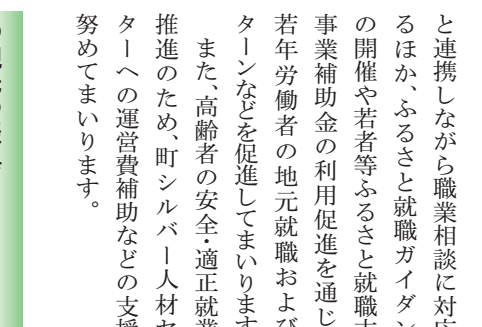 と連携しながら職業相談に対応
るほか、ふるさと就職ガイダン
の開催や若者等ふるさと就職
事業補助金の利用促進を通じ
若年労働者の地元就職および
ターンなどを促進してまいります
また、高齢者の安全・適正就業
推進のため、町シルバー人材セ
ターへの運営費補助などの支援
努めてまいります。